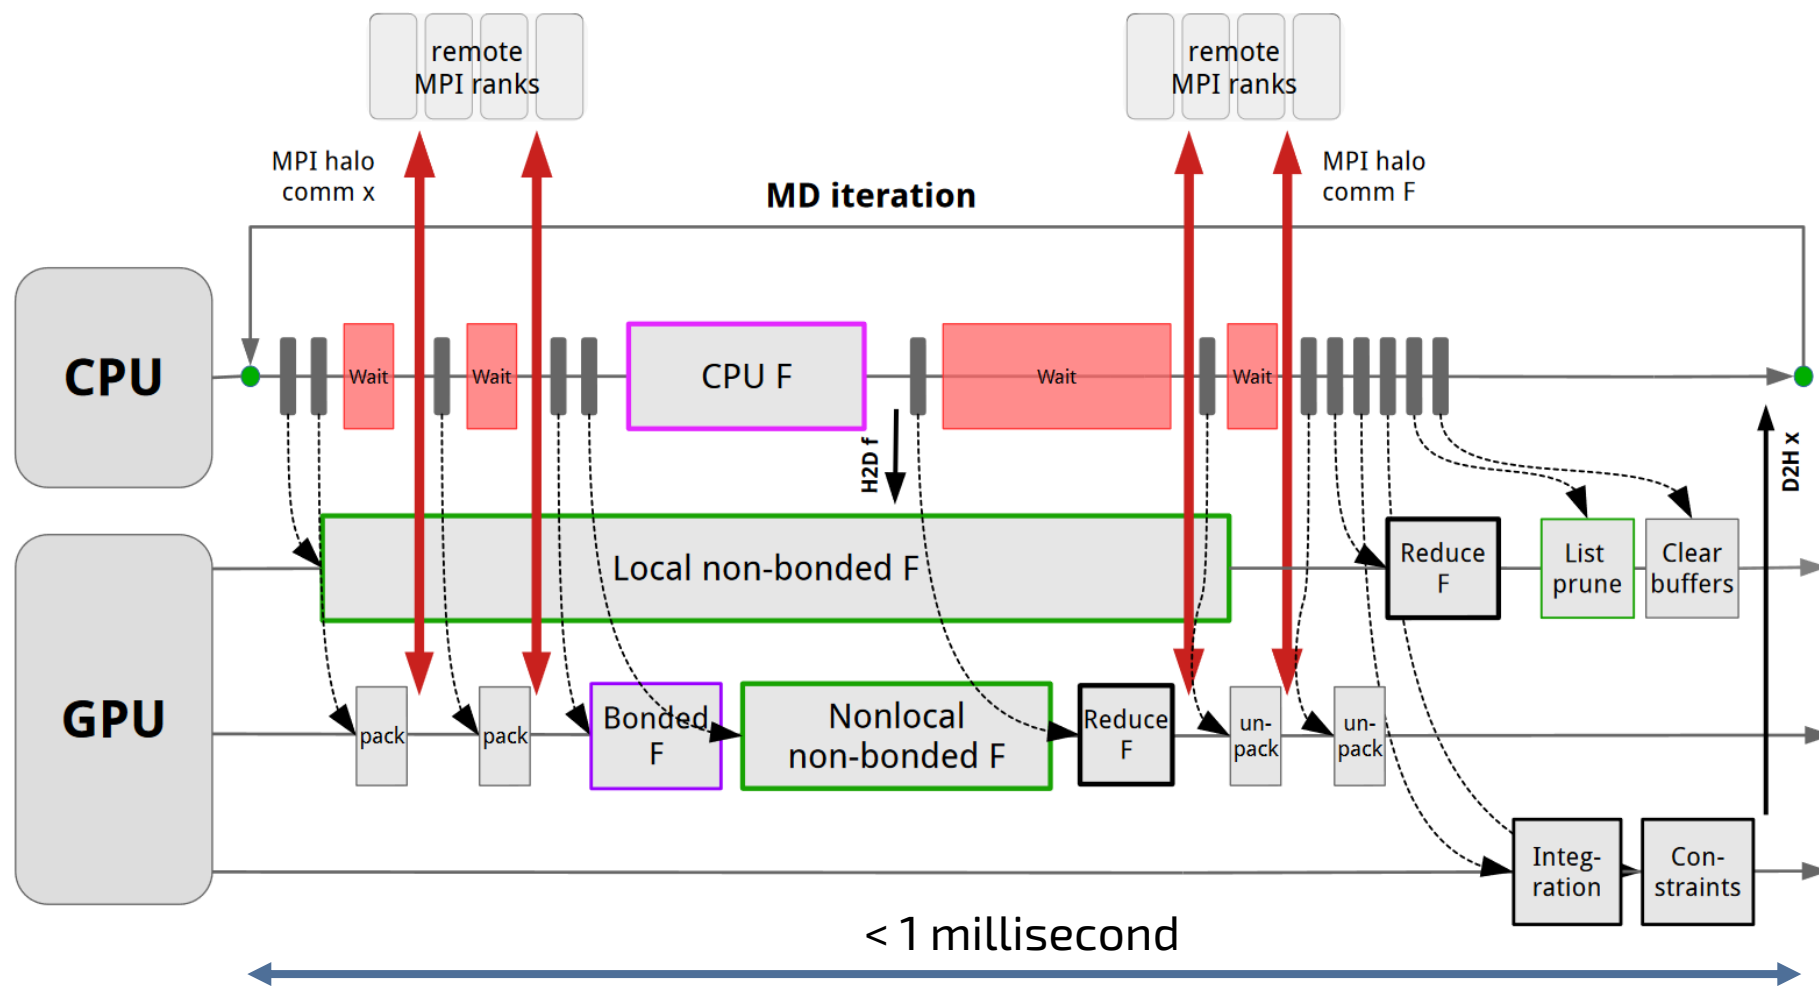 remote
MPI ranks
remote
MPI ranks
MPI halo
comm x
MPI halo
comm F
MD iteration
CPU
Wait
Wait
CPU F
Wait
Wait
H2D f
D2H x
GPU
Local non-bonded F
Reduce
F
List
prune
Clear
buffers
pack
pack
Bonded
F
Nonlocal
non-bonded F
Reduce
F
un-
pack
un-
pack
Integ-
ration
Con-
straints
< 1 millisecond